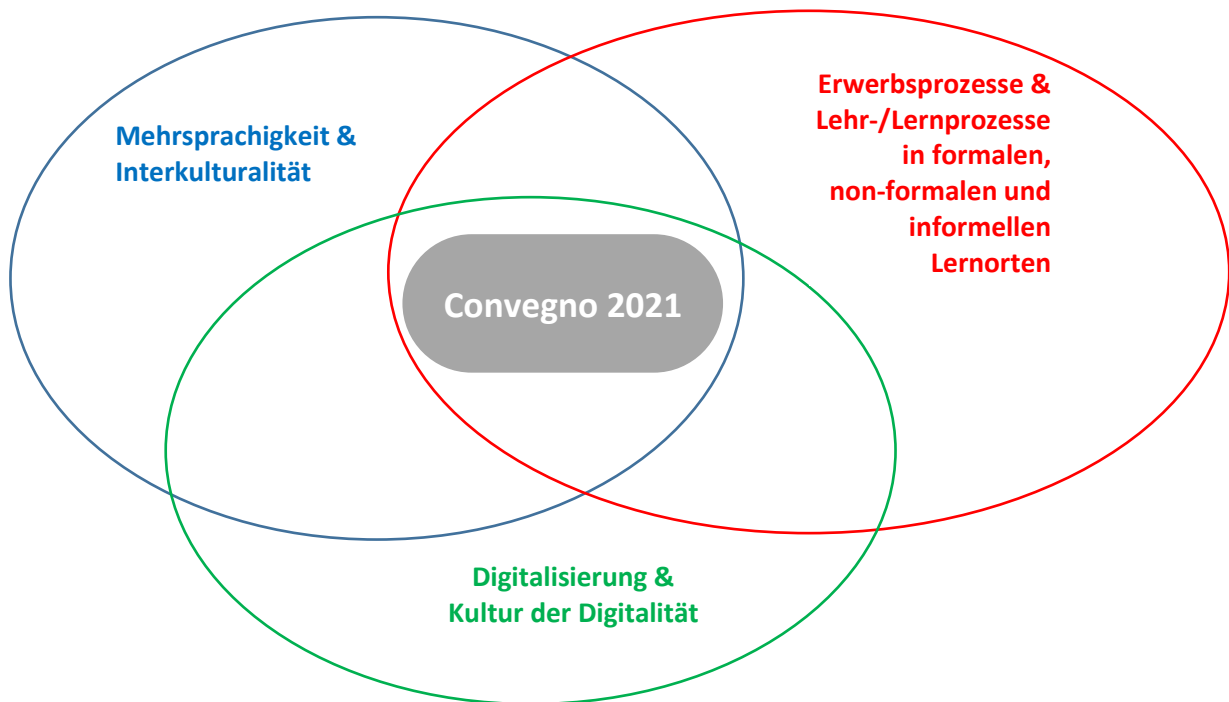 Mehrsprachigkeit &
Interkulturalität
Erwerbsprozesse &
Lehr-/Lernprozesse
in formalen,
non-formalen und
informellen
Lernorten
Convegno 2021
Digitalisierung &
Kultur der Digitalität